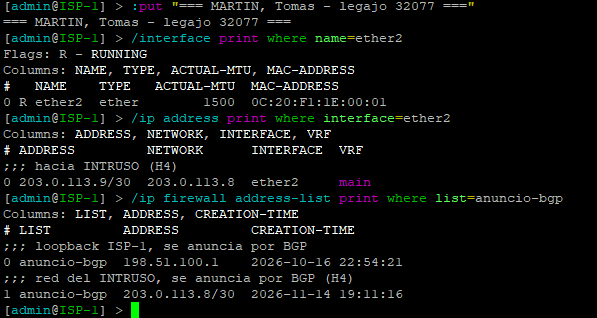 [admin@ISP-1] > :put "=== MARTIN, Tomas - legajo 32077 ==="
=== MARTIN, Tomas - legajo 32077 ===
[admin@ISP-1] > /interface print where name=ether2
Flags: R - RUNNING
Columns: NAME, TYPE, ACTUAL-MTU, MAC-ADDRESS
#   NAME    TYPE   ACTUAL-MTU  MAC-ADDRESS
0 R ether2  ether        1500  0C:20:F1:1E:00:01
[admin@ISP-1] > /ip address print where interface=ether2
Columns: ADDRESS, NETWORK, INTERFACE, VRF
# ADDRESS         NETWORK      INTERFACE  VRF
;;; hacia INTRUSO (H4)
0 203.0.113.9/30  203.0.113.8  ether2     main
[admin@ISP-1] > /ip firewall address-list print where list=anuncio-bgp
Columns: LIST, ADDRESS, CREATION-TIME
# LIST         ADDRESS         CREATION-TIME
;;; loopback ISP-1, se anuncia por BGP
0 anuncio-bgp  198.51.100.1    2026-10-16 22:54:21
;;; red del INTRUSO, se anuncia por BGP (H4)
1 anuncio-bgp  203.0.113.8/30  2026-11-14 19:11:16
[admin@ISP-1] >